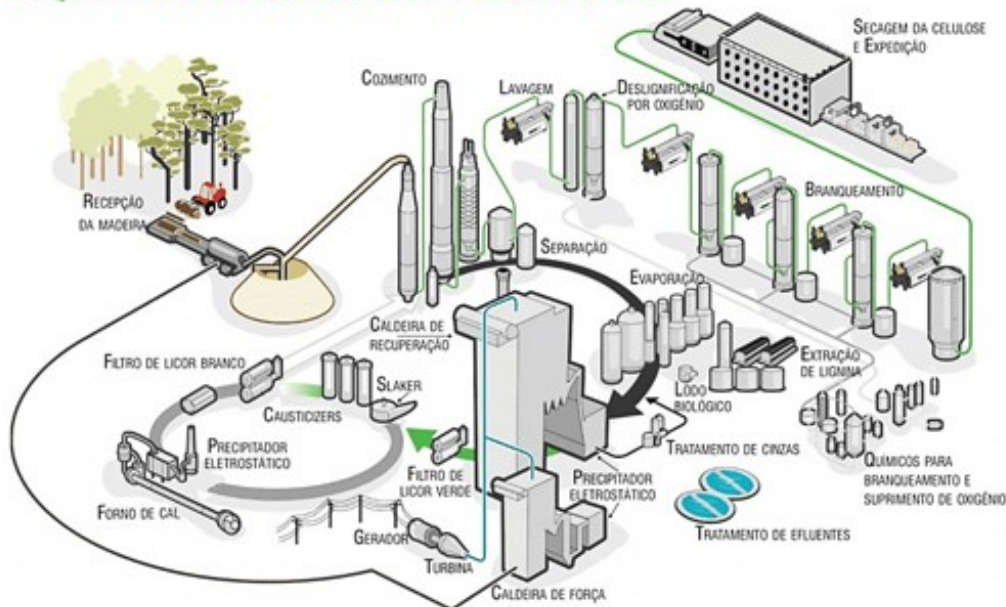 SECAGEM DA CELULOSE
E EXPEDIÇÃO
COZIMENTO
LAVAGEM
DESLIGNIFICAÇÃO
POR OXIGÊNIO
RECEPÇÃO
DA MADEIRA
BRANQUEAMENTO
SEPARAÇÃO
EVAPORAÇÃO
CALDEIRA DE
RECUPERAÇÃO
FILTRO DE LICOR BRANCO
SLAKER
CAUSTICIZERS
LODO
BIOLÓGICO
EXTRAÇÃO
DE LIGNINA
PRECIPITADOR
ELETROSTÁTICO
FILTRO DE
LICOR VERDE
TRATAMENTO DE CINZAS
PRECIPITADOR
ELETROSTÁTICO
QUÍMICOS PARA
BRANQUEAMENTO E
SUPRIMENTO DE OXIGÊNIO
FORNO DE CAL
GERADOR
TURBINA
TRATAMENTO DE EFLUENTES
CALDEIRA DE FORÇA